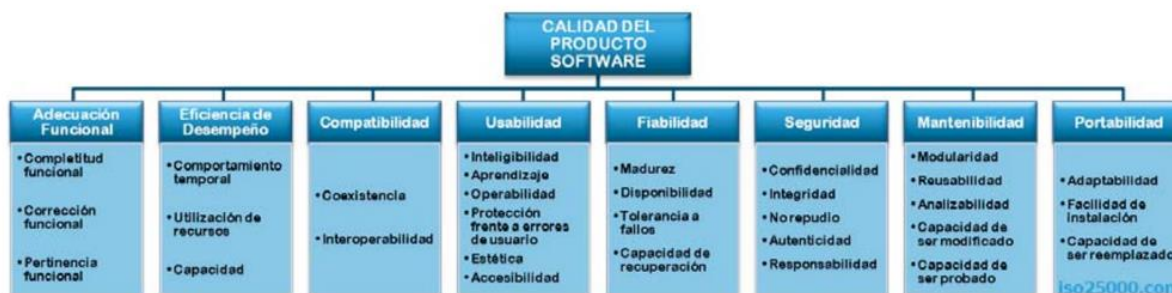 CALIDAD DEL
PRODUCTO
SOFTWARE
Adecuación
Funcional
• Completitud
funcional
• Corrección
funcional
• Pertinencia
funcional
Eficiencia de
Desempeño
• Comportamiento
temporal
• Utilización de
recursos
• Capacidad
Compatibilidad
• Coexistencia
• Interoperabilidad
Usabilidad
• Inteligibilidad
• Aprendizaje
• Operabilidad
• Protección
frente a errores
de usuario
• Estética
• Accesibilidad
Fiabilidad
• Madurez
• Disponibilidad
• Tolerancia a
fallos
• Capacidad de
recuperación
Seguridad
• Confidencialidad
• Integridad
• No repudio
• Autenticidad
• Responsabilidad
Mantenibilidad
• Modularidad
• Reusabilidad
• Analizabilidad
• Capacidad de
ser modificado
• Capacidad de
ser probado
Portabilidad
• Adaptabilidad
• Facilidad de
Instalación
• Capacidad de
ser reemplazado
iso25000.com